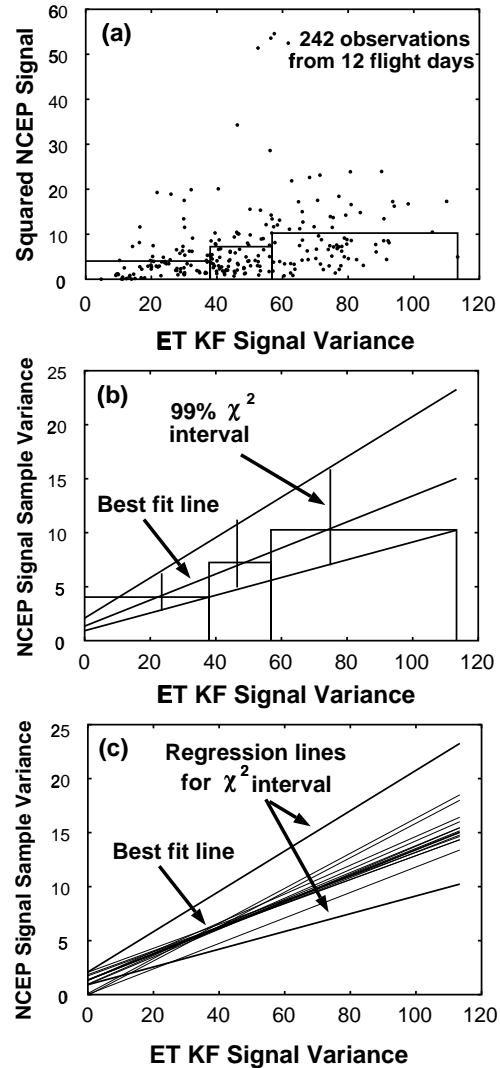 (a)
242 observations
from 12 flight days
Squared NCEP Signal
60
50
40
30
20
10
0
0 20 40 60 80 100 120
ET KF Signal Variance
(b)
99% χ²
interval
Best fit line
NCEP Signal Sample Variance
25
20
15
10
5
0
0 20 40 60 80 100 120
ET KF Signal Variance
(c)
Regression lines
for χ² interval
Best fit line
NCEP Signal Sample Variance
25
20
15
10
5
0
0 20 40 60 80 100 120
ET KF Signal Variance